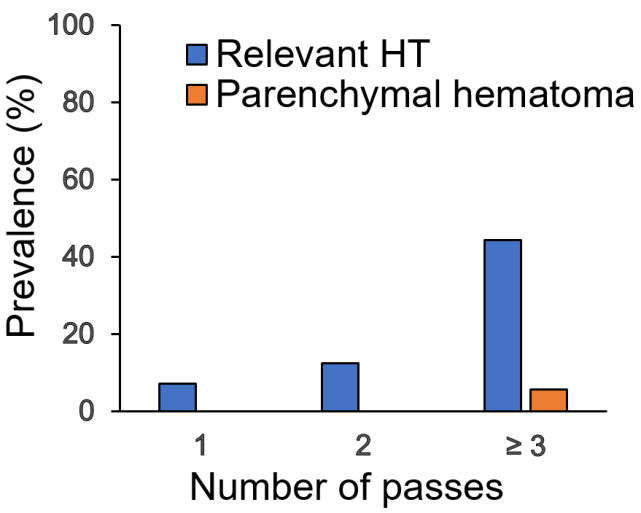 100
80
60
40
20
0
Prevalence (%)
Relevant HT
Parenchymal hematoma
1 2 ≥ 3
Number of passes